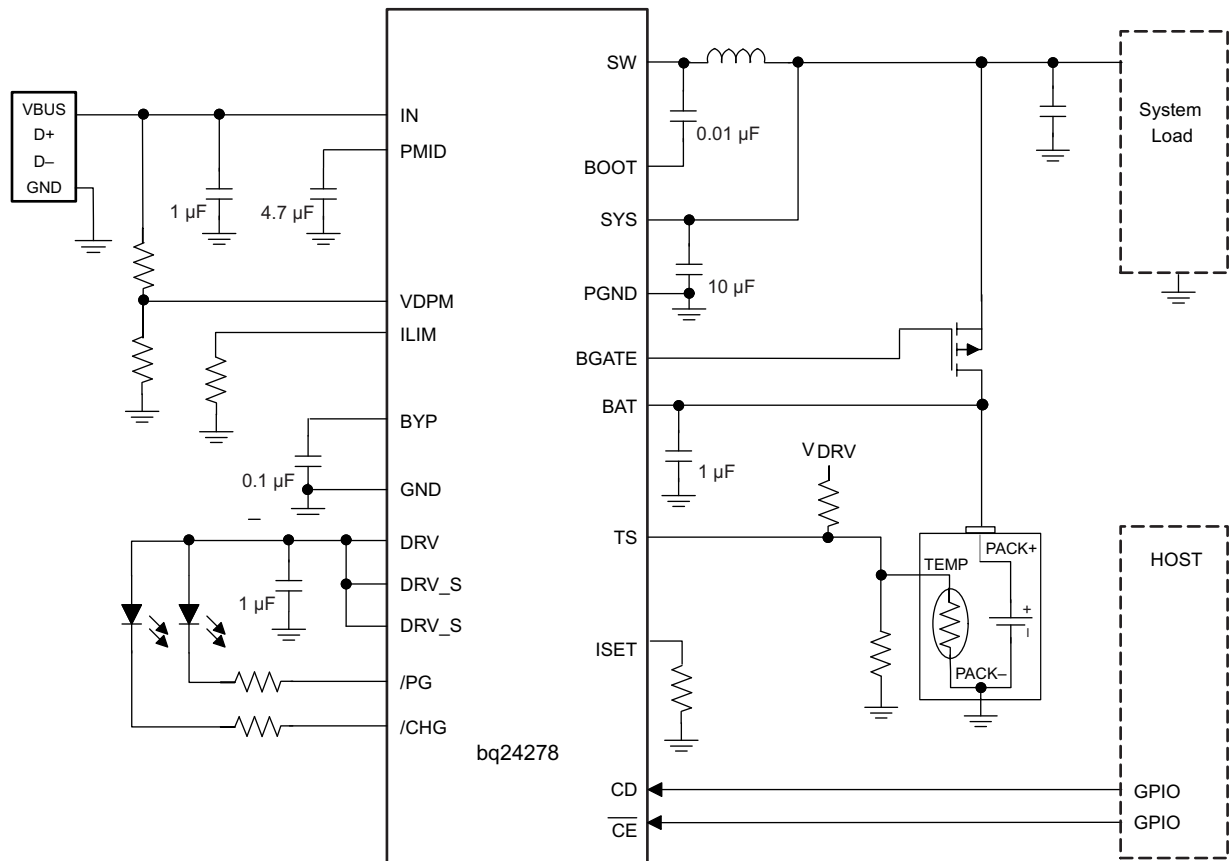 VBUS
D+
D–
GND
1 µF
4.7 µF
0.1 µF
–
1 µF
IN
PMID
VDPM
ILIM
BYP
GND
DRV
DRV_S
DRV_S
/PG
/CHG
bq24278
SW
BOOT
SYS
PGND
BGATE
BAT
TS
ISET
CD
CE
0.01 µF
10 µF
1 µF
VDRV
TEMP
PACK+
+
–
PACK–
System
Load
HOST
GPIO
GPIO